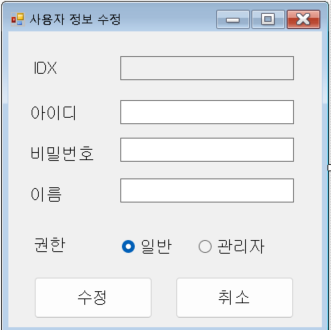 사용자 정보 수정
IDX
아이디
비밀번호
이름
권한 일반 관리자
수정 취소